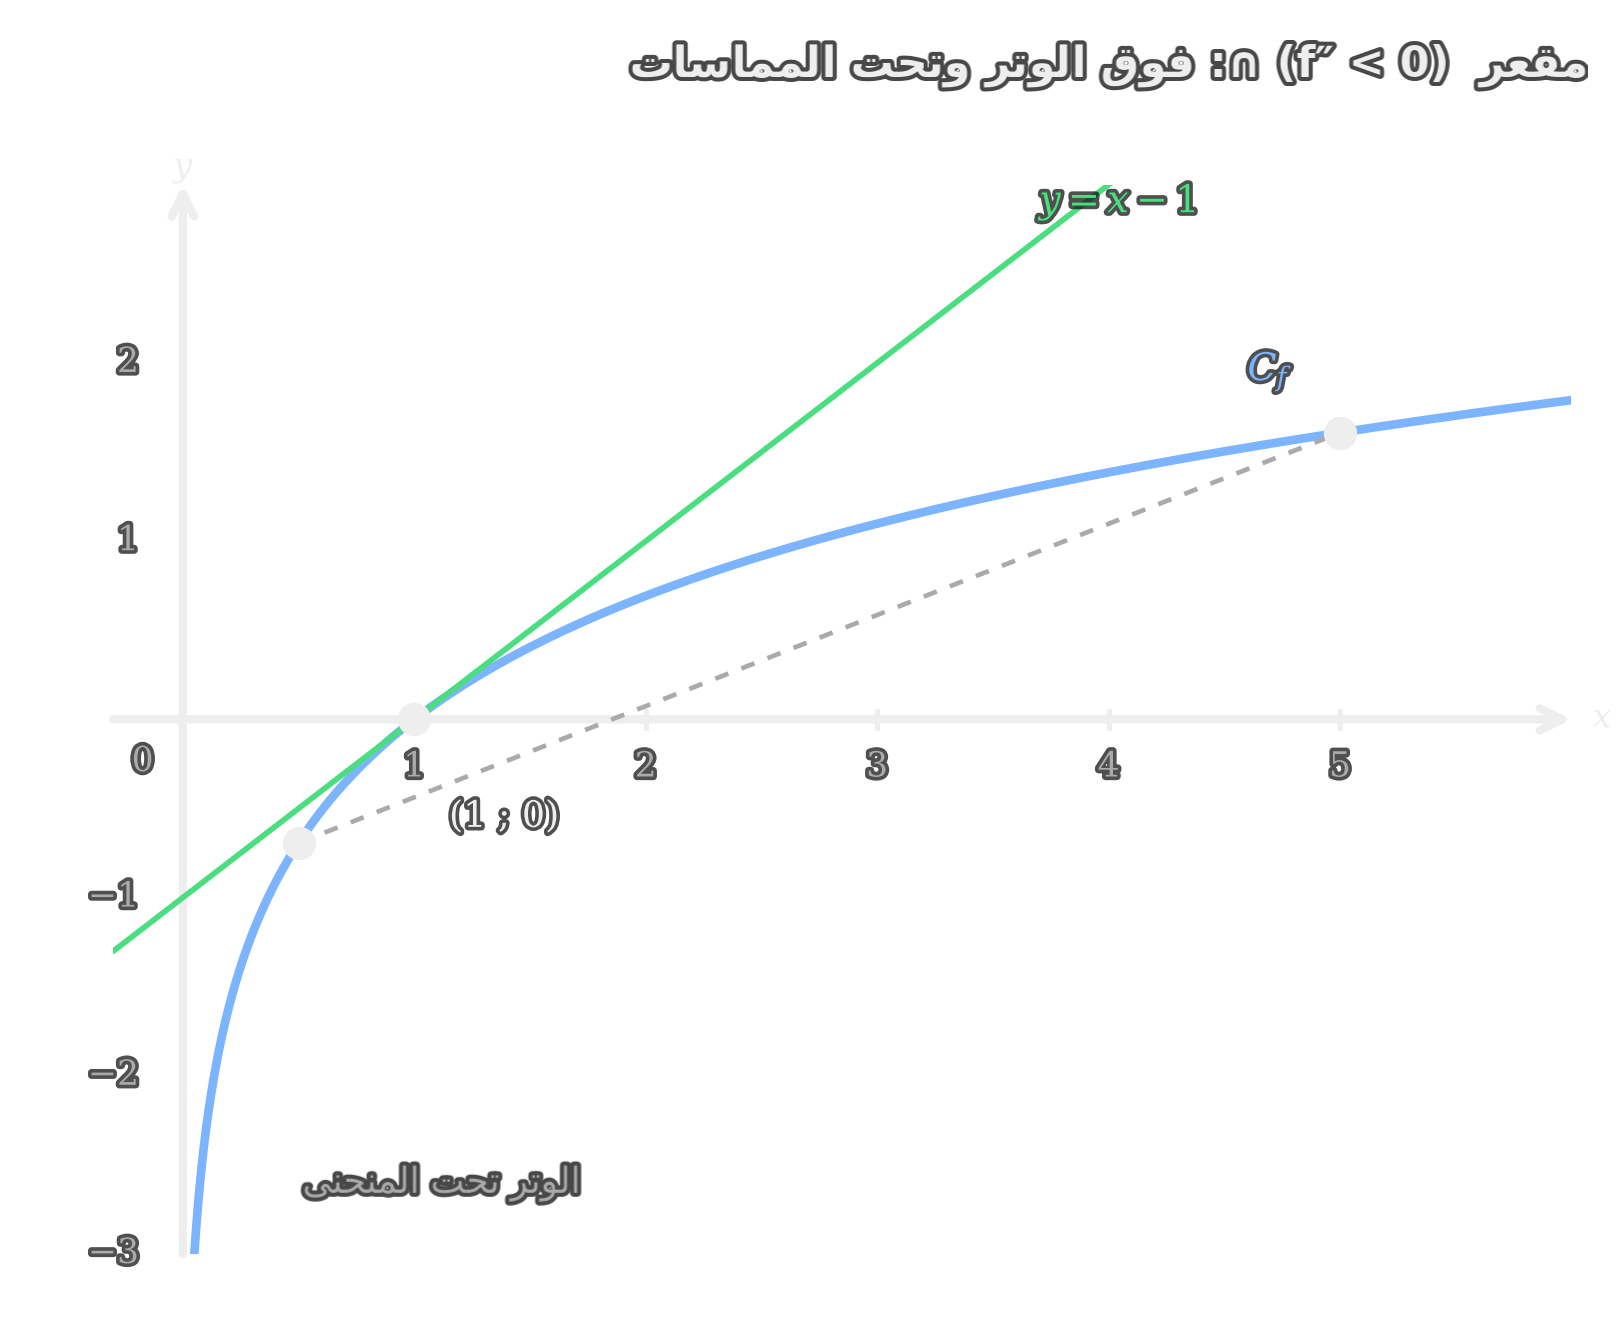 مقعر n (f″ < 0): فوق الوتر وتحت المماسات
y
y = x − 1
2
C_f
1
x
0
1
2
3
4
5
(1 ; 0)
−1
−2
الوتر تحت المنحنى
−3